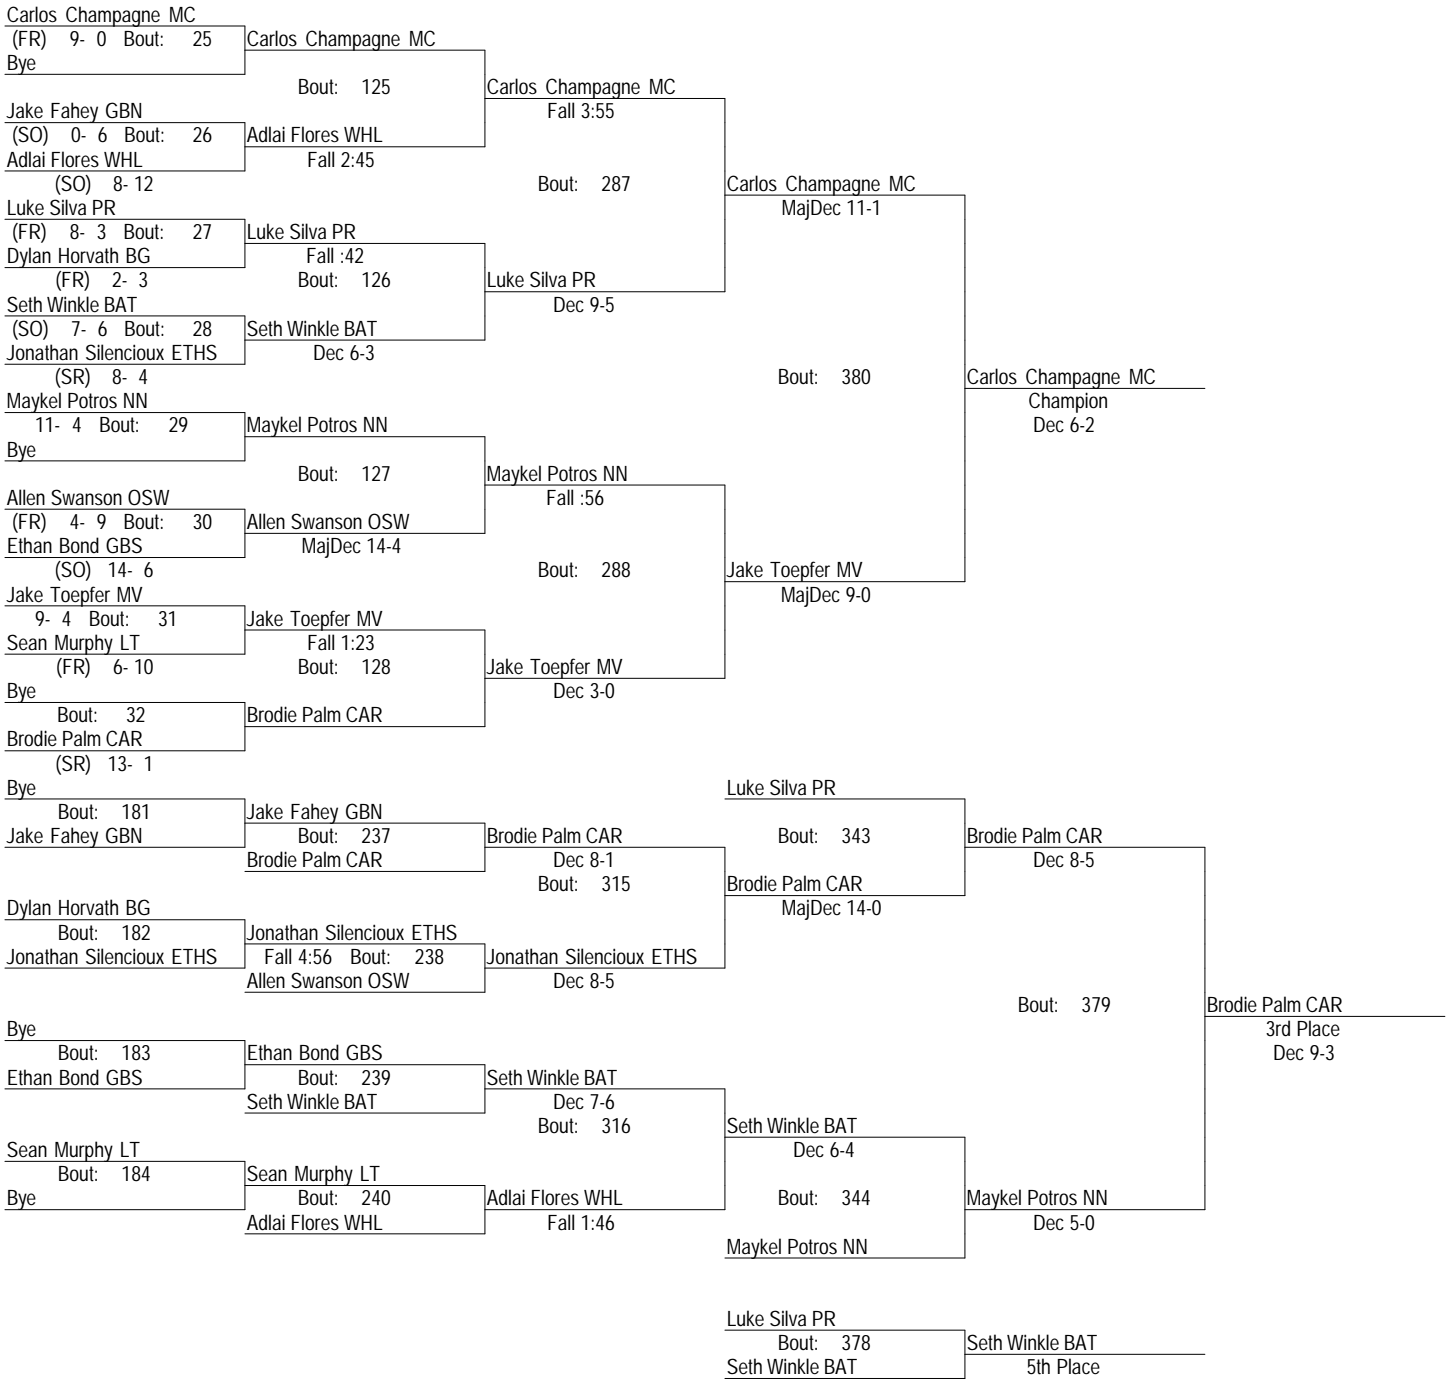 Carlos Champagne MC
(FR) 9- 0 Bout: 25 Carlos Champagne MC
Bye
Bout: 125 Carlos Champagne MC
Jake Fahey GBN Fall 3:55
(SO) 0- 6 Bout: 26 Adlai Flores WHL
Adlai Flores WHL Fall 2:45
(SO) 8- 12 Bout: 287 Carlos Champagne MC
Luke Silva PR MajDec 11-1
(FR) 8- 3 Bout: 27 Luke Silva PR
Dylan Horvath BG Fall :42
(FR) 2- 3 Bout: 126 Luke Silva PR
Seth Winkle BAT Dec 9-5
(SO) 7- 6 Bout: 28 Seth Winkle BAT
Jonathan Silencioux ETHS Dec 6-3
(SR) 8- 4 Bout: 380 Carlos Champagne MC
Maykel Potros NN Champion
11- 4 Bout: 29 Maykel Potros NN Dec 6-2
Bye
Bout: 127 Maykel Potros NN
Allen Swanson OSW Fall :56
(FR) 4- 9 Bout: 30 Allen Swanson OSW
Ethan Bond GBS MajDec 14-4
(SO) 14- 6 Bout: 288 Jake Toepfer MV
Jake Toepfer MV MajDec 9-0
9- 4 Bout: 31 Jake Toepfer MV
Sean Murphy LT Fall 1:23
(FR) 6- 10 Bout: 128 Jake Toepfer MV
Bye Dec 3-0
Bout: 32 Brodie Palm CAR
Brodie Palm CAR
(SR) 13- 1
Bye Luke Silva PR
Bout: 181 Jake Fahey GBN
Jake Fahey GBN Bout: 237 Brodie Palm CAR Bout: 343 Brodie Palm CAR
Brodie Palm CAR Dec 8-1 Dec 8-5
Bout: 315 Brodie Palm CAR
Dylan Horvath BG MajDec 14-0
Bout: 182 Jonathan Silencioux ETHS
Jonathan Silencioux ETHS Fall 4:56 Bout: 238 Jonathan Silencioux ETHS
Allen Swanson OSW Dec 8-5
Bout: 379 Brodie Palm CAR
Bye 3rd Place
Bout: 183 Ethan Bond GBS Dec 9-3
Ethan Bond GBS Bout: 239 Seth Winkle BAT
Seth Winkle BAT Dec 7-6
Bout: 316 Seth Winkle BAT
Sean Murphy LT Dec 6-4
Bout: 184 Sean Murphy LT
Bye Bout: 240 Adlai Flores WHL Bout: 344 Maykel Potros NN
Adlai Flores WHL Fall 1:46 Dec 5-0
Maykel Potros NN
Luke Silva PR
Bout: 378 Seth Winkle BAT
Seth Winkle BAT 5th Place